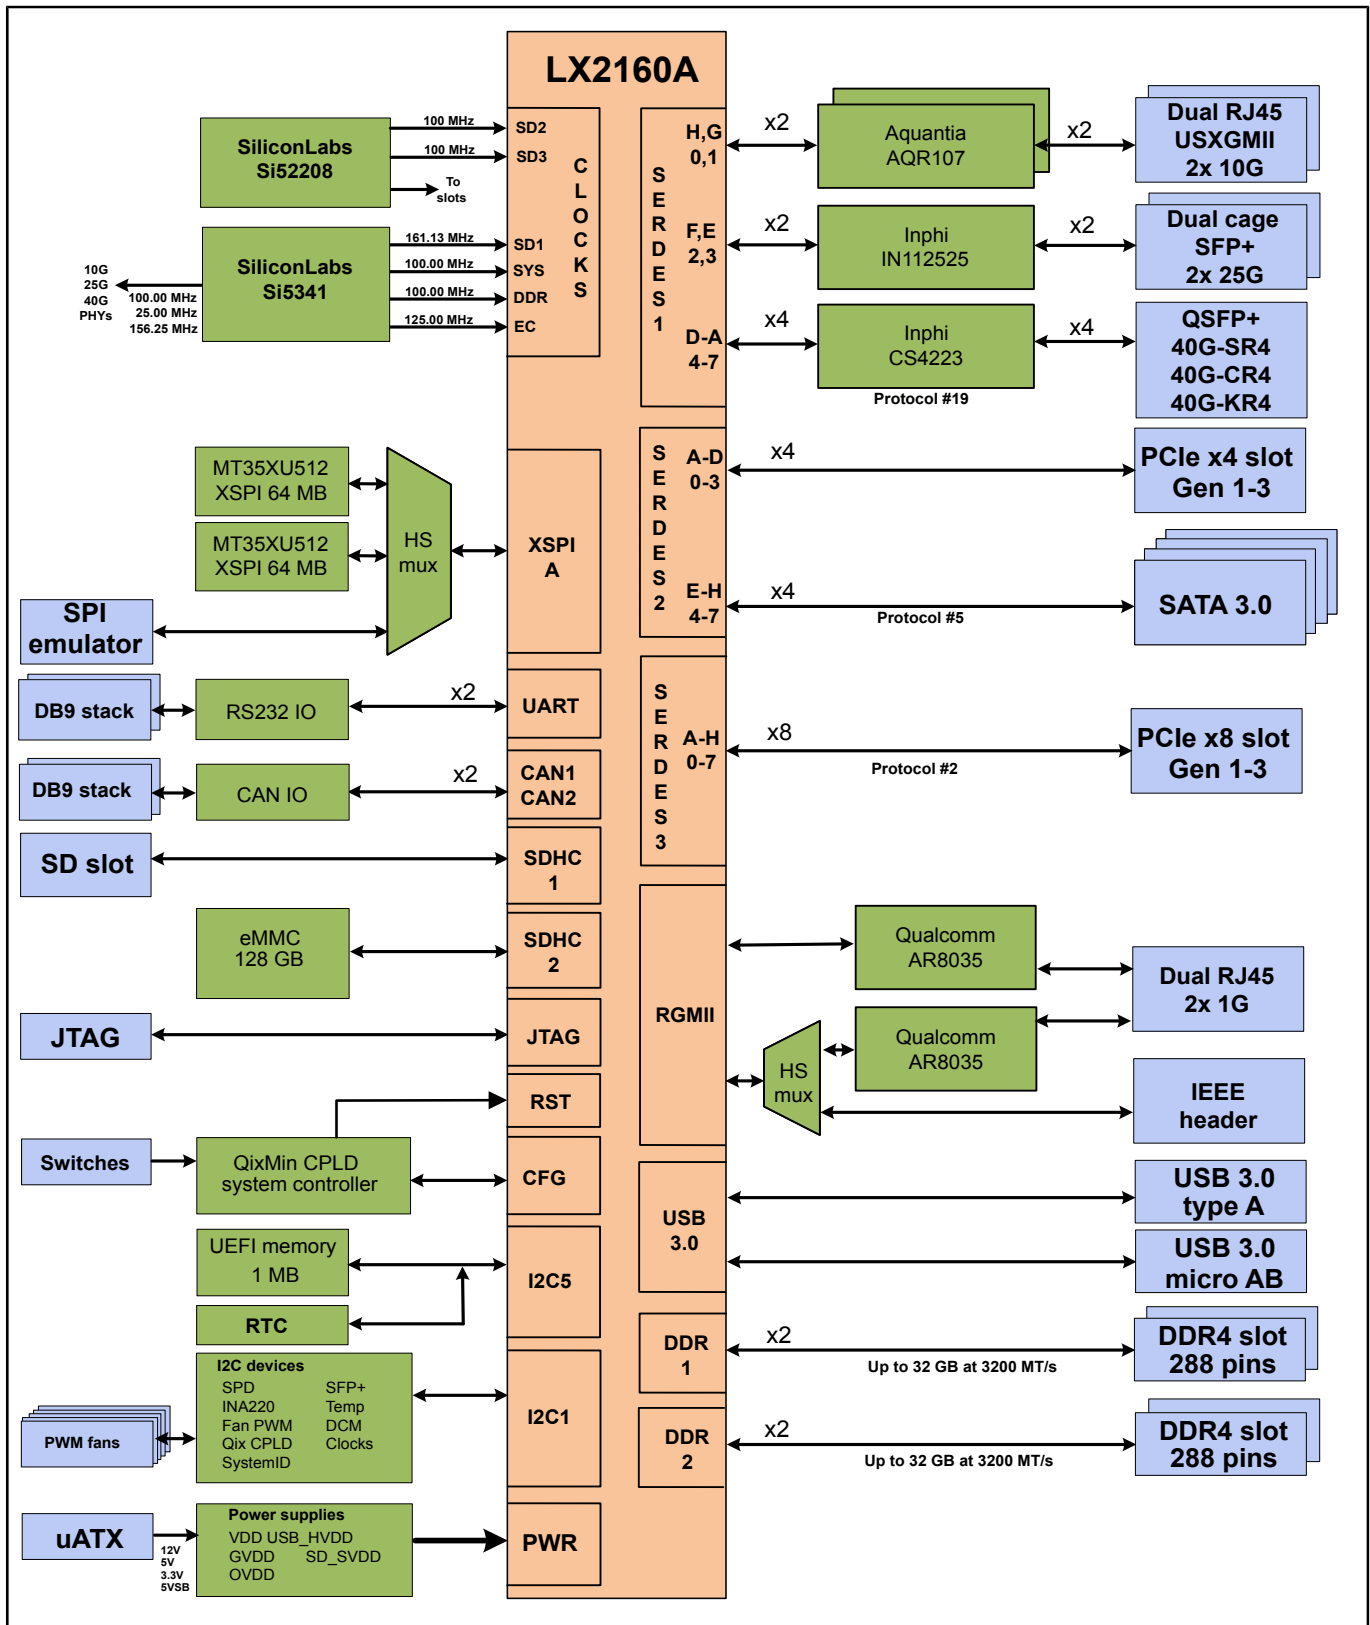 LX2160A
SiliconLabs
Si52208
100 MHz
100 MHz
To
slots
SD2
SD3
CLOCKS
SiliconLabs
Si5341
161.13 MHz
100.00 MHz
100.00 MHz
125.00 MHz
SD1
SYS
DDR
EC
10G
25G
40G
PHYs
100.00 MHz
25.00 MHz
156.25 MHz
SERDES1
H,G
0,1
x2
Aquantia
AQR107
x2
Dual RJ45
USXGMII
2x 10G
F,E
2,3
x2
Inphi
IN112525
x2
Dual cage
SFP+
2x 25G
D-A
4-7
x4
Inphi
CS4223
Protocol #19
x4
QSFP+
40G-SR4
40G-CR4
40G-KR4
MT35XU512
XSPI 64 MB
MT35XU512
XSPI 64 MB
HS
mux
XSPI
A
SPI
emulator
SERDES2
A-D
0-3
x4
PCIe x4 slot
Gen 1-3
E-H
4-7
x4
Protocol #5
SATA 3.0
DB9 stack
RS232 IO
x2
UART
DB9 stack
CAN IO
x2
CAN1
CAN2
SERDES3
A-H
0-7
x8
Protocol #2
PCIe x8 slot
Gen 1-3
SD slot
SDHC
1
eMMC
128 GB
SDHC
2
JTAG
JTAG
RGMII
Qualcomm
AR8035
Qualcomm
AR8035
HS
mux
Dual RJ45
2x 1G
IEEE
header
RST
Switches
QixMin CPLD
system controller
CFG
UEFI memory
1 MB
RTC
I2C5
USB
3.0
USB 3.0
type A
USB 3.0
micro AB
I2C devices
SPD SFP+
INA220 Temp
Fan PWM DCM
Qix CPLD Clocks
SystemID
PWM fans
I2C1
DDR
1
x2
Up to 32 GB at 3200 MT/s
DDR4 slot
288 pins
DDR
2
x2
Up to 32 GB at 3200 MT/s
DDR4 slot
288 pins
uATX
12V
5V
3.3V
5VSB
Power supplies
VDD USB_HVDD
GVDD SD_SVDD
OVDD
PWR